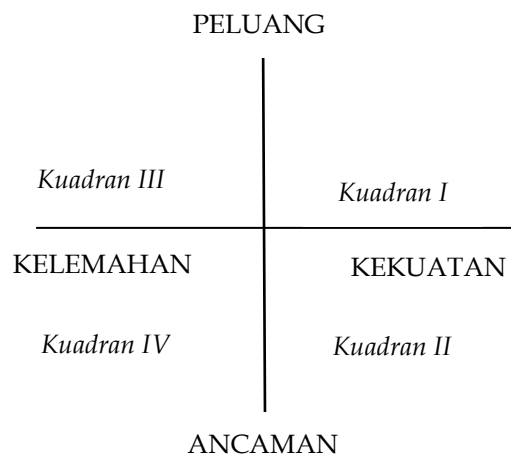 PELUANG
Kuadran III
Kuadran I
KELEMAHAN
KEKUATAN
Kuadran IV
Kuadran II
ANCAMAN